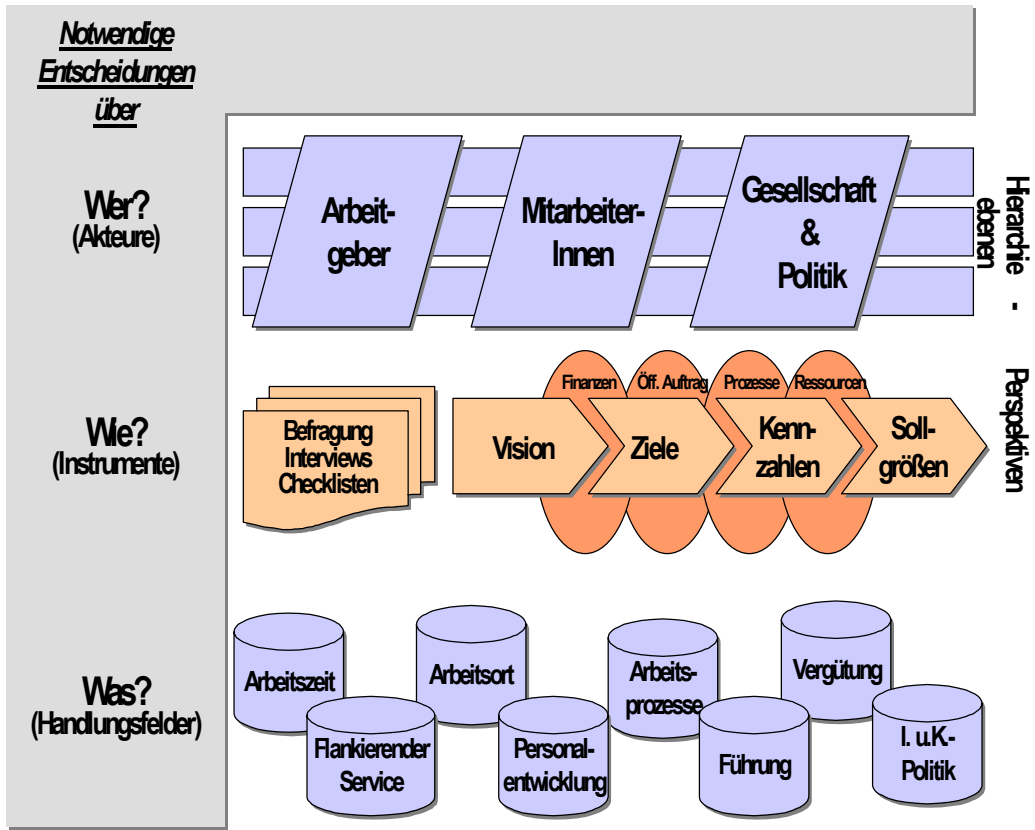 Notwendige
Entscheidungen
über
Wer?
(Akteure)
Arbeit-
geber
Mitarbeiter-
Innen
Gesellschaft
&
Politik
Hierarchie -
ebenen
Wie?
(Instrumente)
Befragung
Interviews
Checklisten
Finanzen
Öff. Auftrag
Prozesse
Ressourcen
Vision
Ziele
Kenn-
zahlen
Soll-
größen
Perspektiven
Was?
(Handlungsfelder)
Arbeitszeit
Arbeitsort
Arbeits-
prozesse
Vergütung
Flankierender
Service
Personal-
entwicklung
Führung
I. u.K.-
Politik